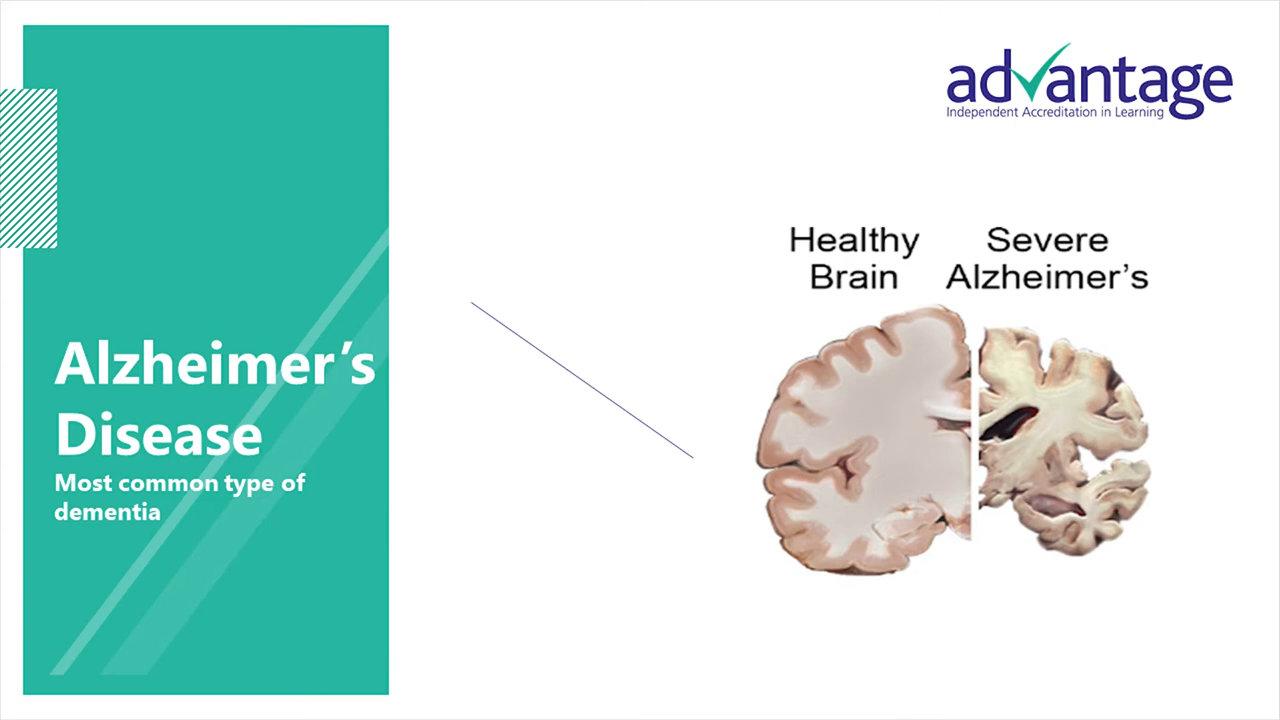 Alzheimer's
Disease
Most common type of
dementia
advantage
Independent Accreditation in Learning
Healthy
Brain
Severe
Alzheimer's